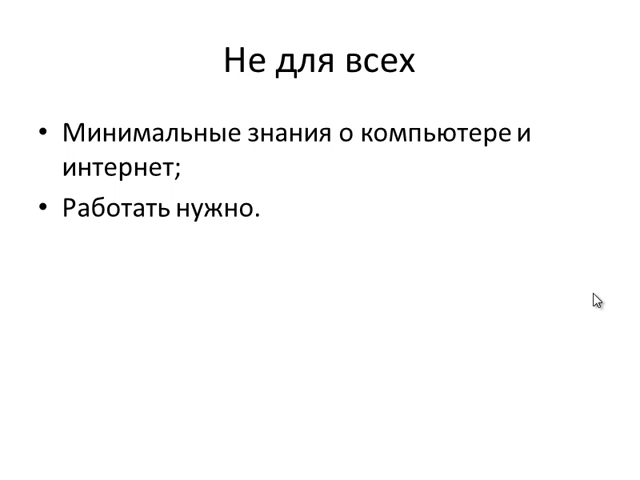 Не для всех
• Минимальные знания о компьютере и
интернет;
• Работать нужно.